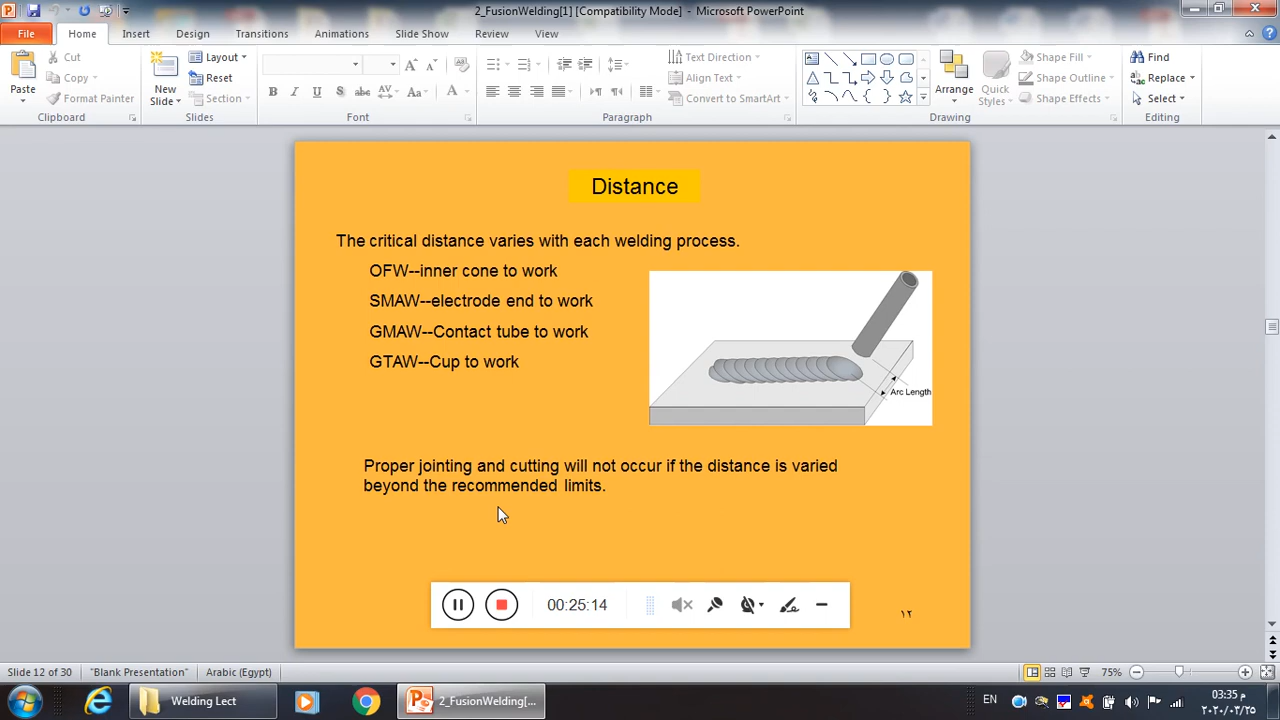 2_FusionWelding[1] [Compatibility Mode] - Microsoft PowerPoint
File Home Insert Design Transitions Animations Slide Show Review View
Paste
Cut
Copy
Format Painter
Clipboard
New Slide
Layout
Reset
Section
Slides
Font
Text Direction
Align Text
Convert to SmartArt
Paragraph
Arrange
Quick Styles
Shape Fill
Shape Outline
Shape Effects
Drawing
Find
Replace
Select
Editing
Distance
The critical distance varies with each welding process.
OFW--inner cone to work
SMAW--electrode end to work
GMAW--Contact tube to work
GTAW--Cup to work
Arc Length
Proper jointing and cutting will not occur if the distance is varied
beyond the recommended limits.
00:25:14
١٢
Slide 12 of 30 "Blank Presentation" Arabic (Egypt) 75%
Welding Lect 2_FusionWelding[... EN م 03:35
٢٠٢٠/٠٣/٢٥